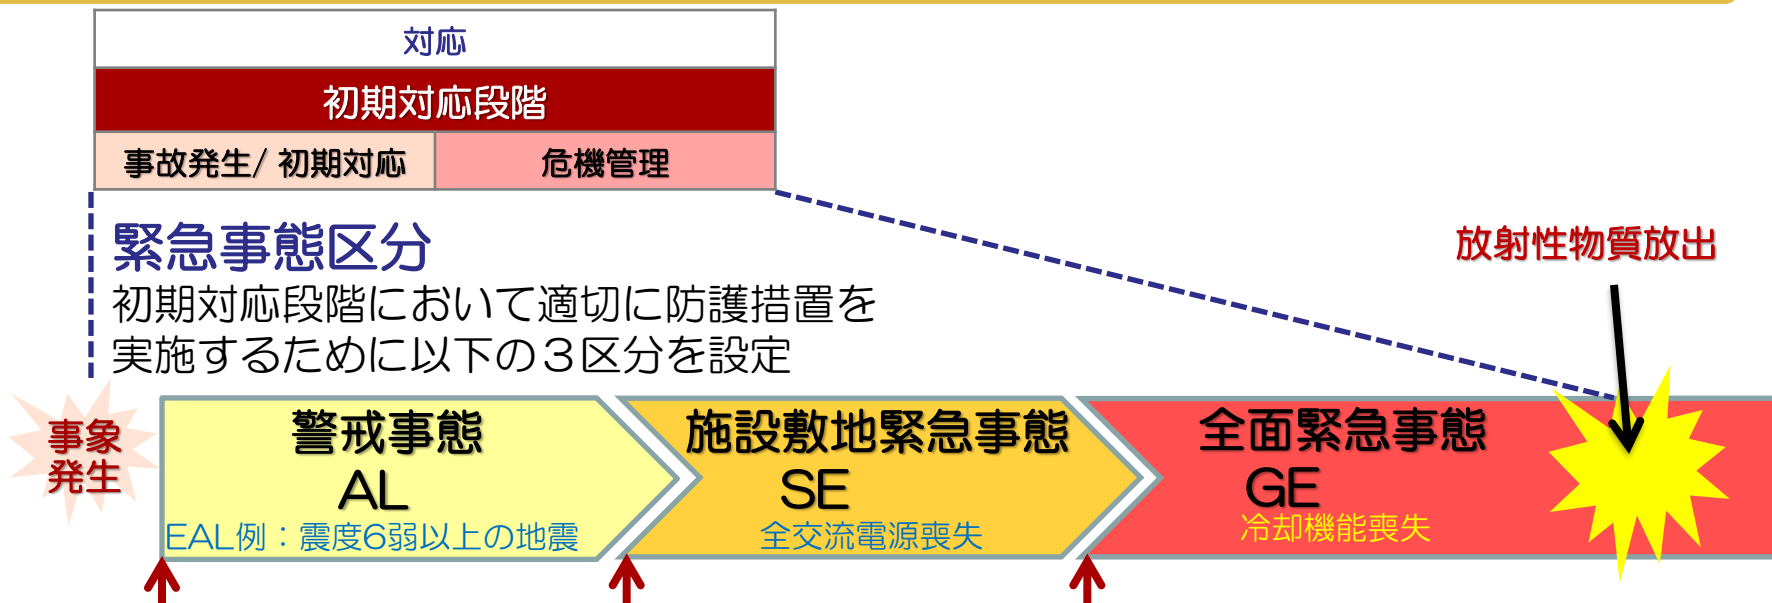 対応
初期対応段階
事故発生/ 初期対応
危機管理
緊急事態区分
初期対応段階において適切に防護措置を
実施するために以下の３区分を設定
放射性物質放出
事象
発生
警戒事態
AL
EAL例：震度6弱以上の地震
施設敷地緊急事態
SE
全交流電源喪失
全面緊急事態
GE
冷却機能喪失